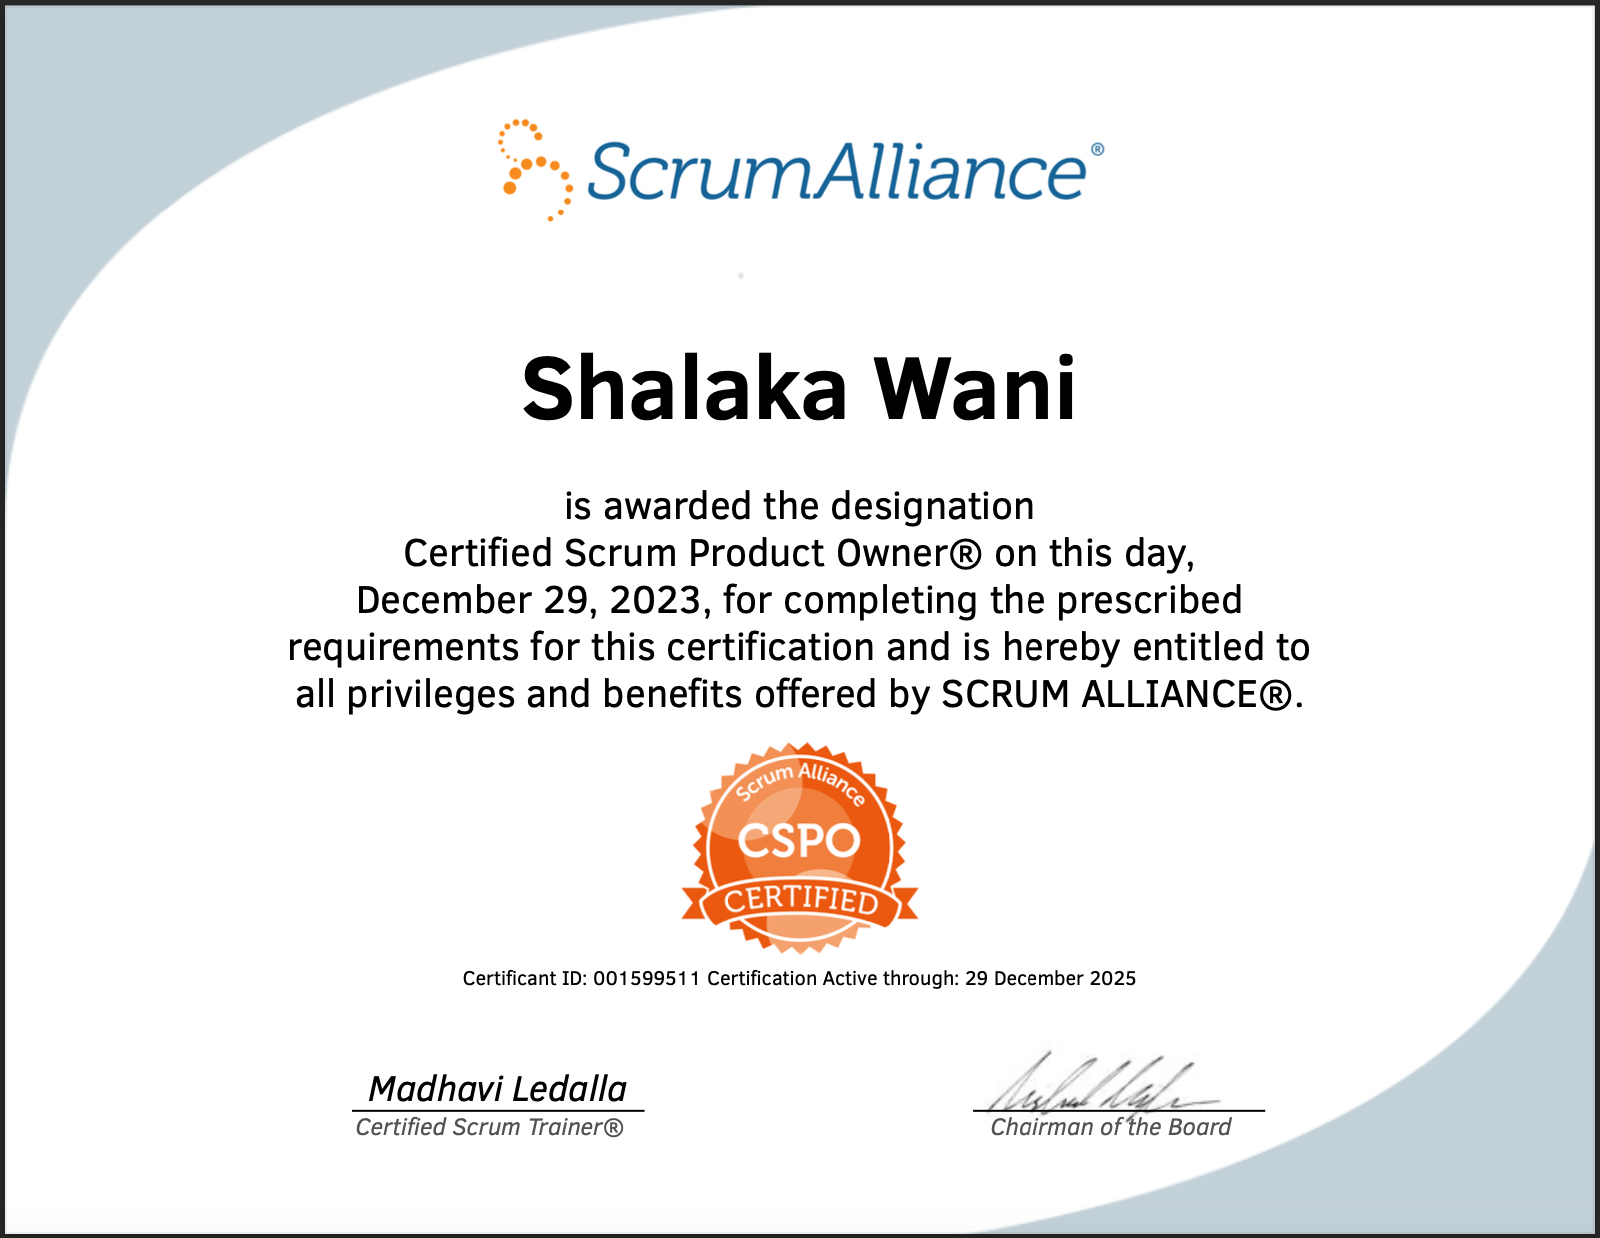 ScrumAlliance®
Shalaka Wani
is awarded the designation
Certified Scrum Product Owner® on this day,
December 29, 2023, for completing the prescribed
requirements for this certification and is hereby entitled to
all privileges and benefits offered by SCRUM ALLIANCE®.
Scrum Alliance
CSPO
CERTIFIED
Certificant ID: 001599511 Certification Active through: 29 December 2025
Madhavi Ledalla
Certified Scrum Trainer®
Chairman of the Board